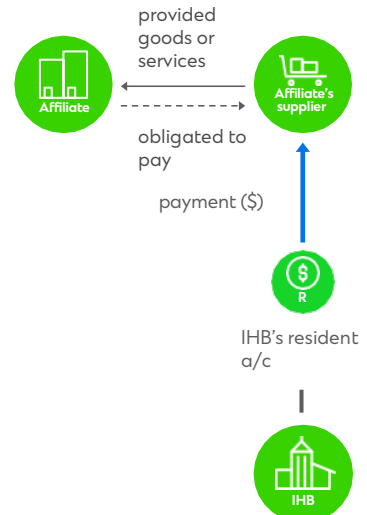 provided
goods or
services
Affiliate
Affiliate's
supplier
obligated to
pay
payment ($)
$
R
IHB's resident
a/c
IHB